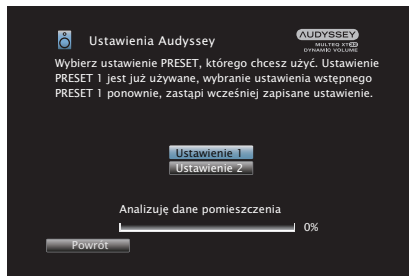 Ustawienia Audyssey
AUDYSSEY
MULTEQ XT32
DYNAMIC VOLUME
Wybierz ustawienie PRESET, którego chcesz użyć. Ustawienie
PRESET 1 jest już używane, wybranie ustawienia wstępnego
PRESET 1 ponownie, zastąpi wcześniej zapisane ustawienie.
Ustawienie 1
Ustawienie 2
Analizuję dane pomieszczenia
0%
Powrót